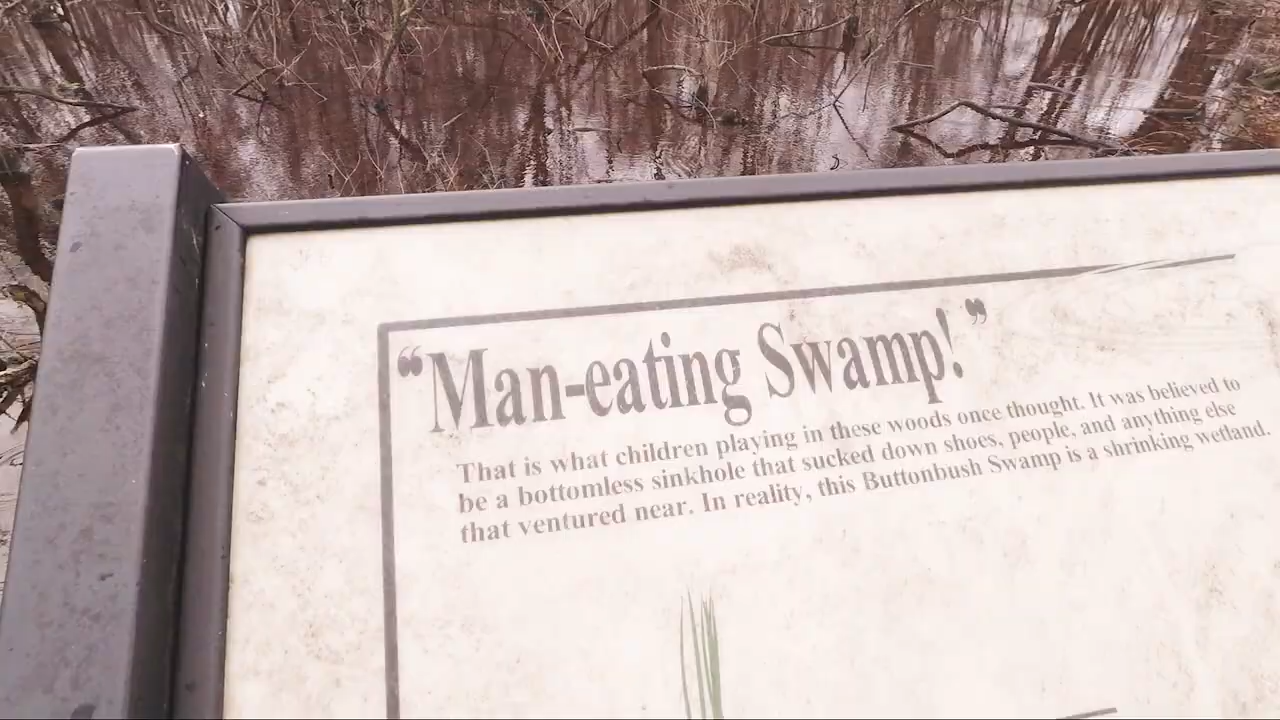 “Man-eating Swamp!”
That is what children playing in these woods once thought. It was believed to
be a bottomless sinkhole that sucked down shoes, people, and anything else
that ventured near. In reality, this Buttonbush Swamp is a shrinking wetland.